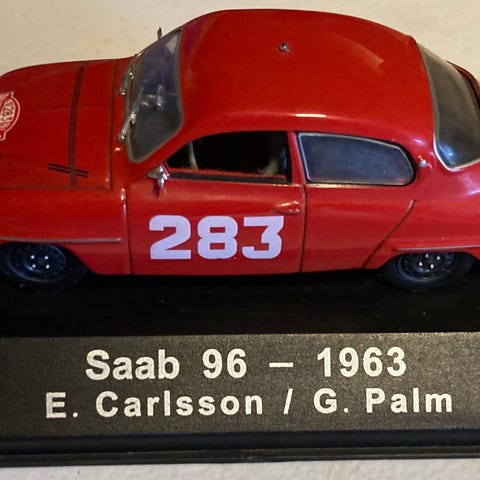 283
Saab 96 – 1963
E. Carlsson / G. Palm